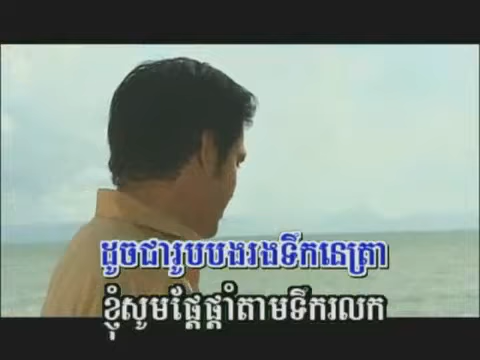 ដូចជារូបបងរងទឹកនេត្រា
ខ្ញុំសូមផ្តែផ្តាំតាមទឹករលក